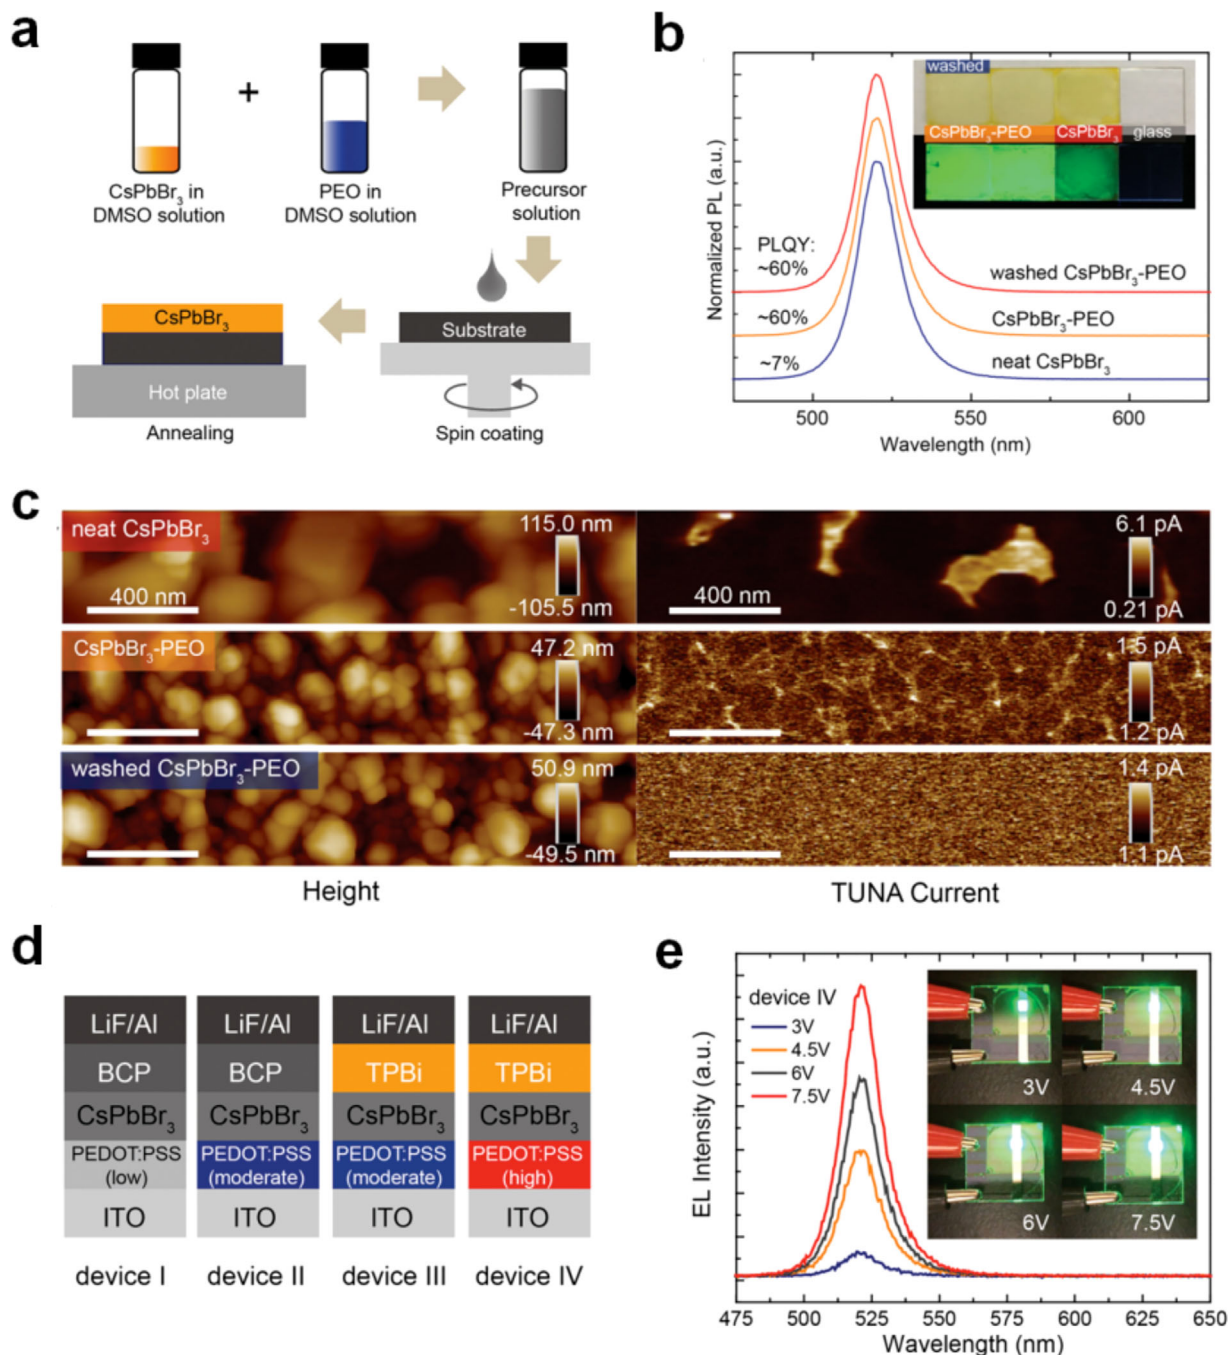 a
+
CsPbBr₃ in
DMSO solution
PEO in
DMSO solution
Precursor
solution
CsPbBr₃
Hot plate
Annealing
Substrate
Spin coating
b
Normalized PL (a.u.)
washed
CsPbBr₃-PEO
CsPbBr₃
glass
PLQY:
~60%
washed CsPbBr₃-PEO
~60%
CsPbBr₃-PEO
~7%
neat CsPbBr₃
500
550
600
Wavelength (nm)
c
neat CsPbBr₃
115.0 nm
400 nm
-105.5 nm
6.1 pA
400 nm
0.21 pA
CsPbBr₃-PEO
47.2 nm
-47.3 nm
1.5 pA
1.2 pA
washed CsPbBr₃-PEO
50.9 nm
-49.5 nm
1.4 pA
1.1 pA
Height
TUNA Current
d
LiF/Al
BCP
CsPbBr₃
PEDOT:PSS
(low)
ITO
device I
LiF/Al
BCP
CsPbBr₃
PEDOT:PSS
(moderate)
ITO
device II
LiF/Al
TPBi
CsPbBr₃
PEDOT:PSS
(moderate)
ITO
device III
LiF/Al
TPBi
CsPbBr₃
PEDOT:PSS
(high)
ITO
device IV
e
EL Intensity (a.u.)
device IV
3V
4.5V
6V
7.5V
3V
4.5V
6V
7.5V
475
500
525
550
575
600
625
650
Wavelength (nm)